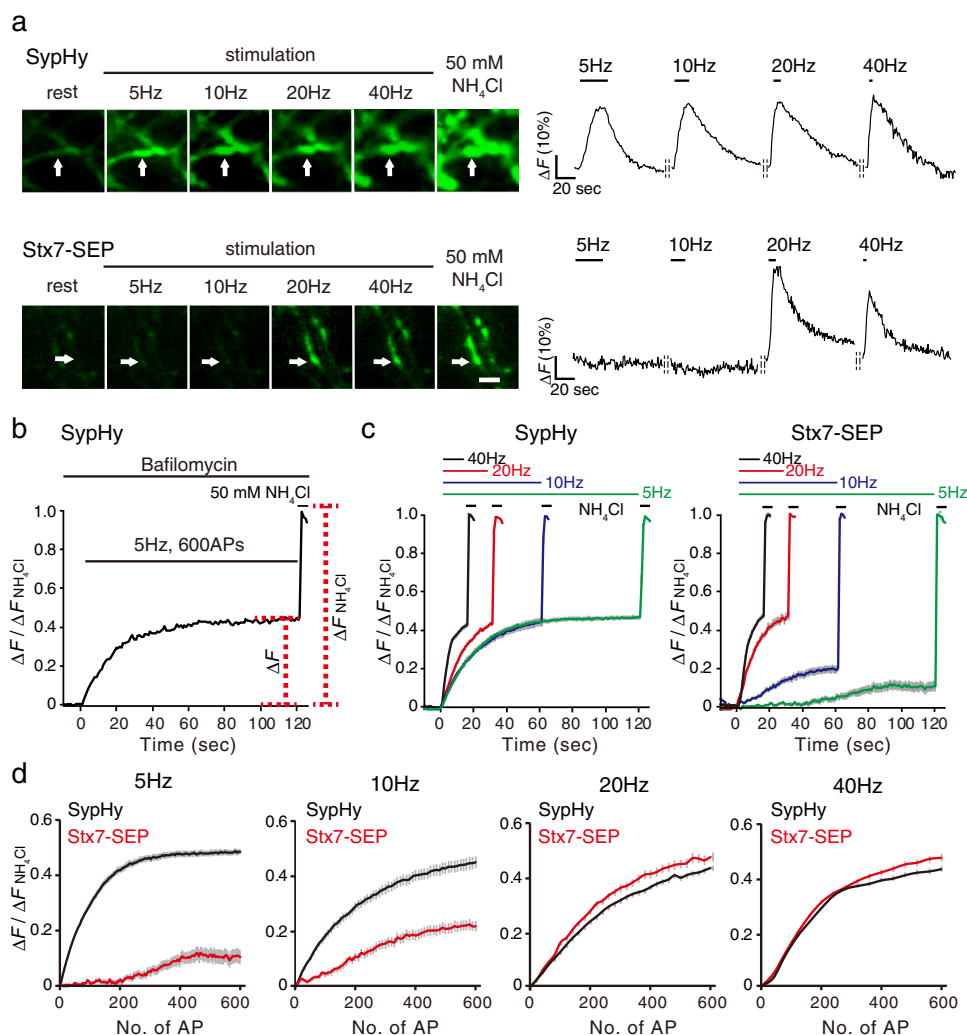 a
SypHy
stimulation
50 mM
NH4Cl
rest
5Hz
10Hz
20Hz
40Hz
5Hz
10Hz
20Hz
40Hz
ΔF (10%)
20 sec
Stx7-SEP
stimulation
50 mM
NH4Cl
rest
5Hz
10Hz
20Hz
40Hz
5Hz
10Hz
20Hz
40Hz
ΔF (10%)
20 sec
b
SypHy
Bafilomycin
50 mM NH4Cl
5Hz, 600APs
ΔF
ΔF NH4Cl
ΔF / ΔF NH4Cl
1.0
0.8
0.6
0.4
0.2
0
0 20 40 60 80 100 120
Time (sec)
c
SypHy
40Hz
20Hz
10Hz
5Hz
NH4Cl
ΔF / ΔF NH4Cl
1.0
0.8
0.6
0.4
0.2
0
0 20 40 60 80 100 120
Time (sec)
Stx7-SEP
40Hz
20Hz
10Hz
5Hz
NH4Cl
1.0
0.8
0.6
0.4
0.2
0
0 20 40 60 80 100 120
Time (sec)
d
5Hz
SypHy
Stx7-SEP
ΔF / ΔF NH4Cl
0.6
0.4
0.2
0
0 200 400 600
No. of AP
10Hz
SypHy
Stx7-SEP
0.6
0.4
0.2
0
0 200 400 600
No. of AP
20Hz
SypHy
Stx7-SEP
0.6
0.4
0.2
0
0 200 400 600
No. of AP
40Hz
SypHy
Stx7-SEP
0.6
0.4
0.2
0
0 200 400 600
No. of AP